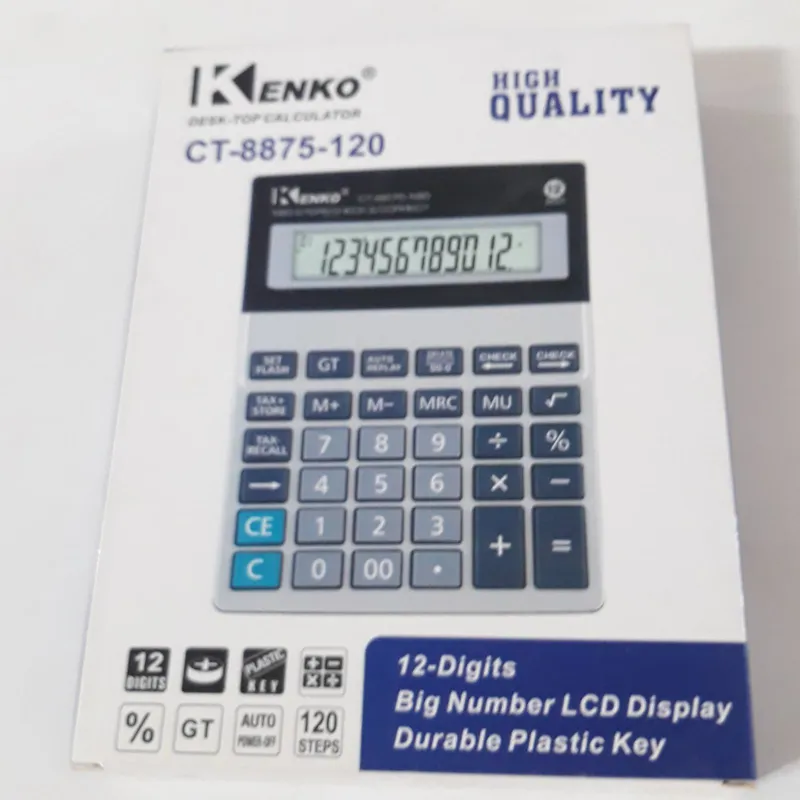 KENKO®
DESK-TOP CALCULATOR
CT-8875-120
HIGH
QUALITY
KENKO®
12
123456789012.
SET FLASH GT AUTO REPLAY CHECK CHECK
TAX+ STORE M+ M− MRC MU √
TAX- RECALL 7 8 9 ÷ %
→ 4 5 6 × −
CE 1 2 3 + =
C 0 00 .
12 DIGITS
PLASTIC KEY
+ − × ÷
% GT AUTO POWER-OFF 120 STEPS
12-Digits
Big Number LCD Display
Durable Plastic Key